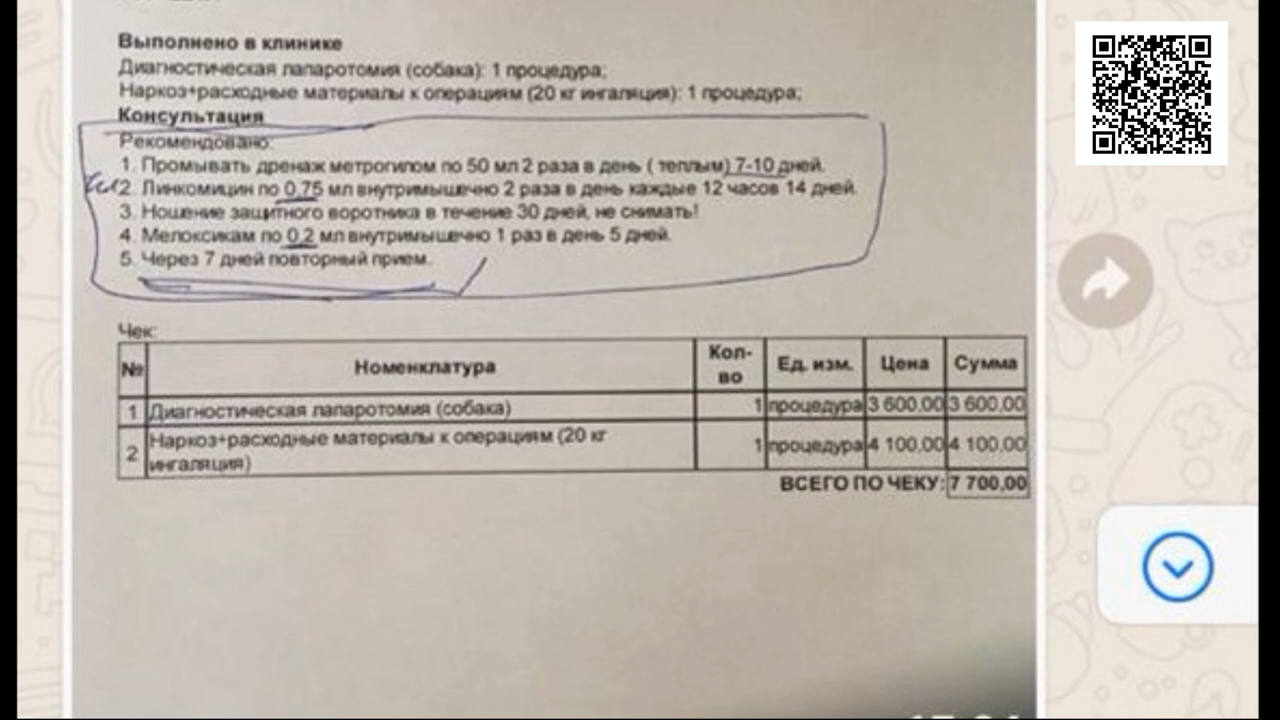 Выполнено в клинике
Диагностическая лапаротомия (собака): 1 процедура;
Наркоз+расходные материалы к операциям (20 кг ингаляция): 1 процедура;
Консультация
Рекомендовано:
1. Промывать дренаж метрогилом по 50 мл 2 раза в день ( теплым) 7-10 дней.
2. Линкомицин по 0,75 мл внутримышечно 2 раза в день каждые 12 часов 14 дней.
3. Ношение защитного воротника в течение 30 дней, не снимать!
4. Мелоксикам по 0,2 мл внутримышечно 1 раз в день 5 дней.
5. Через 7 дней повторный прием.
Чек:
№ Номенклатура Кол-во Ед. изм. Цена Сумма
1 Диагностическая лапаротомия (собака) 1 процедура 3 600,00 3 600,00
2 Наркоз+расходные материалы к операциям (20 кг ингаляция) 1 процедура 4 100,00 4 100,00
ВСЕГО ПО ЧЕКУ: 7 700,00